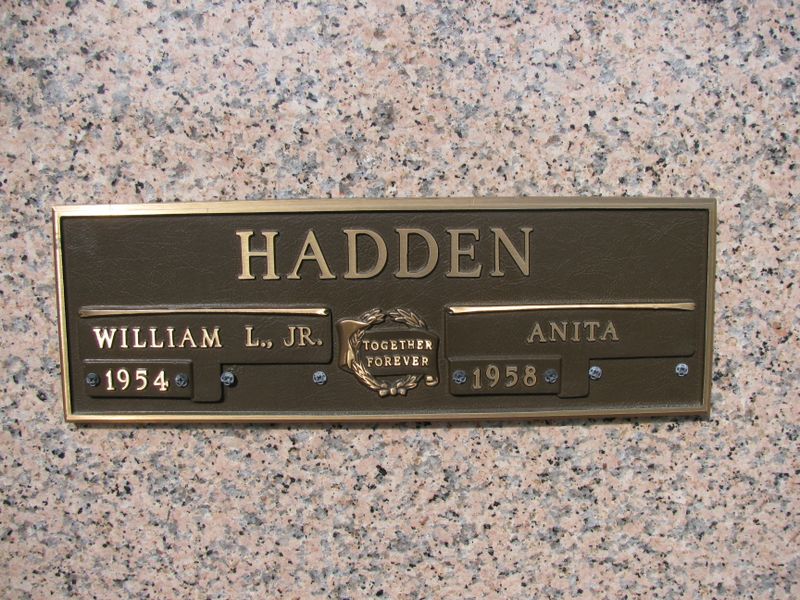 HADDEN
WILLIAM L., JR.
1954
TOGETHER
FOREVER
ANITA
1958